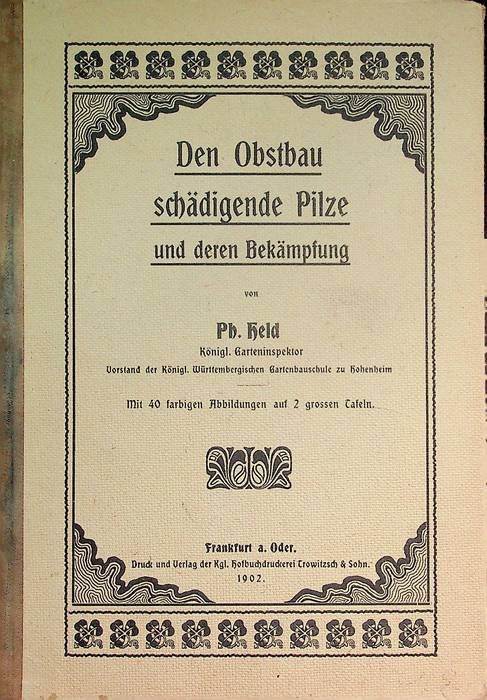 Den Obstbau
schädigende Pilze
und deren Bekämpfung
von
Ph. Held
Königl. Garteninspektor
Vorstand der Königl. Württembergischen Gartenbauschule zu Hohenheim
Mit 40 farbigen Abbildungen auf 2 grossen Tafeln.
Frankfurt a. Oder.
Druck und Verlag der Kgl. Hofbuchdruckerei Trowitzsch & Sohn.
1902.